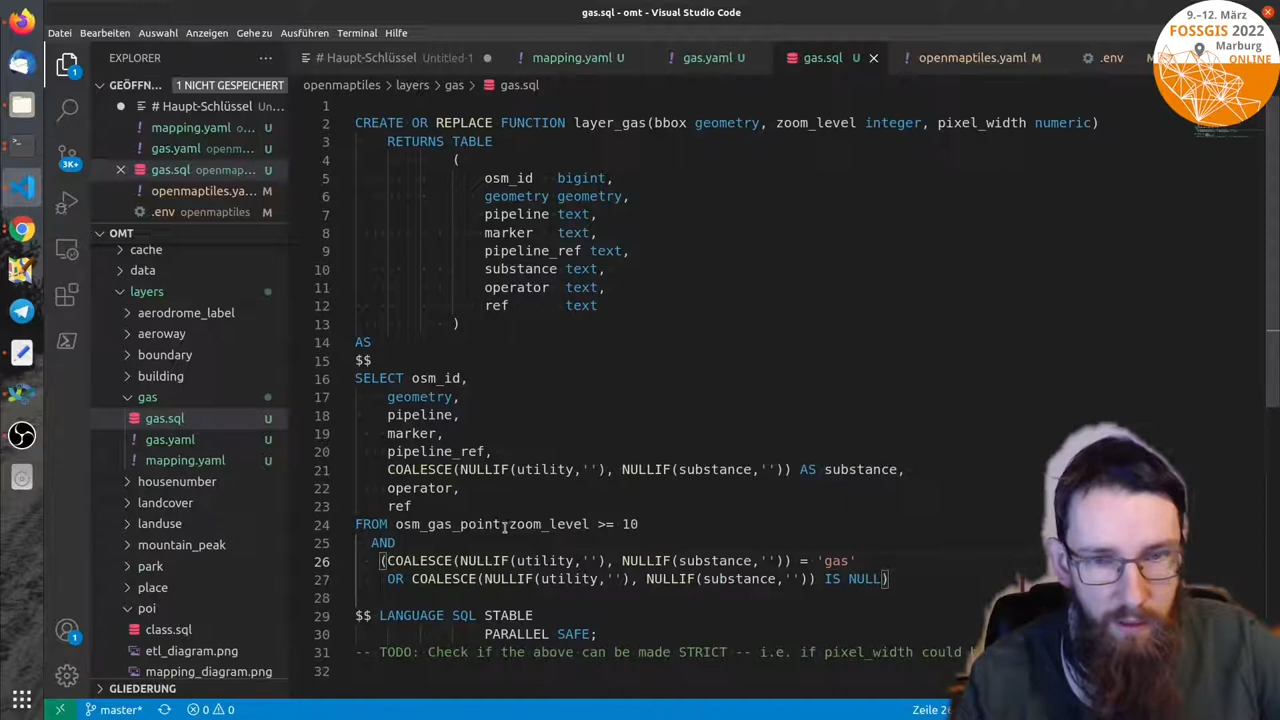 gas.sql - omt - Visual Studio Code
Datei Bearbeiten Auswahl Anzeigen Gehe zu Ausführen Terminal Hilfe
9.–12. März
FOSSGIS 2022
Marburg
ONLINE
EXPLORER
# Haupt-Schlüssel Untitled-1
mapping.yaml U
gas.yaml U
gas.sql U
openmaptiles.yaml M
.env
GEÖFFN... 1 NICHT GESPEICHERT
# Haupt-Schlüssel Un...
mapping.yaml o... U
gas.yaml openm... U
gas.sql openmap... U
openmaptiles.ya... M
.env openmaptiles M
1
3K+
1
OMT
cache
data
layers
aerodrome_label
aeroway
boundary
building
gas
gas.sql U
gas.yaml U
mapping.yaml U
housenumber
landcover
landuse
mountain_peak
park
place
poi
class.sql
etl_diagram.png
mapping_diagram.png
GLIEDERUNG
openmaptiles > layers > gas > gas.sql
1
2 CREATE OR REPLACE FUNCTION layer_gas(bbox geometry, zoom_level integer, pixel_width numeric)
3 RETURNS TABLE
4 (
5 osm_id bigint,
6 geometry geometry,
7 pipeline text,
8 marker text,
9 pipeline_ref text,
10 substance text,
11 operator text,
12 ref text
13 )
14 AS
15 $$
16 SELECT osm_id,
17 geometry,
18 pipeline,
19 marker,
20 pipeline_ref,
21 COALESCE(NULLIF(utility,''), NULLIF(substance,'')) AS substance,
22 operator,
23 ref
24 FROM osm_gas_point zoom_level >= 10
25 AND
26 (COALESCE(NULLIF(utility,''), NULLIF(substance,'')) = 'gas'
27 OR COALESCE(NULLIF(utility,''), NULLIF(substance,'')) IS NULL)
28
29 $$ LANGUAGE SQL STABLE
30 PARALLEL SAFE;
31 -- TODO: Check if the above can be made STRICT -- i.e. if pixel_width could
32
master* 0 0
Zeile